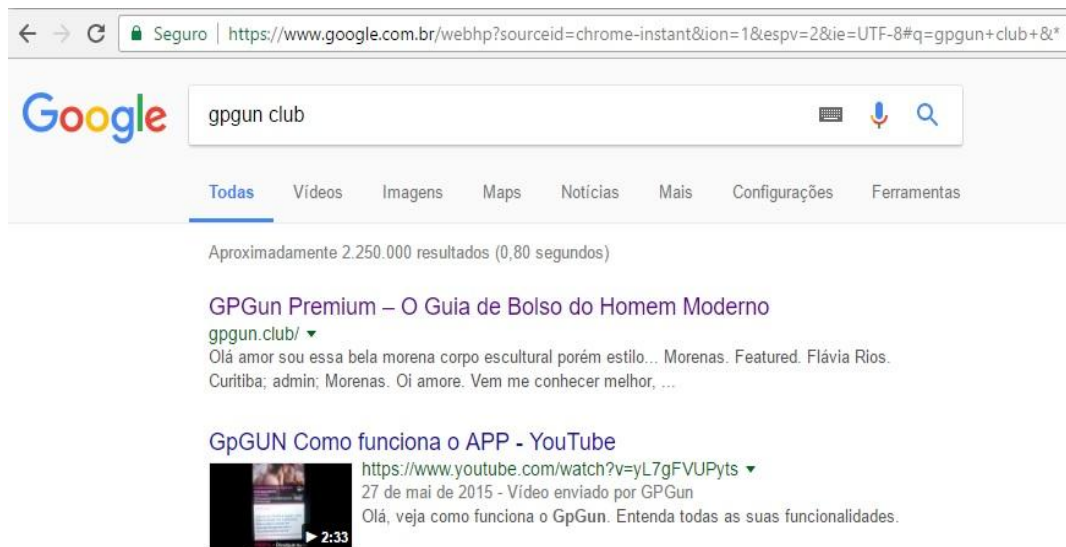 Seguro | https://www.google.com.br/webhp?sourceid=chrome-instant&ion=1&espv=2&ie=UTF-8#q=gpgun+club+&*
Google gpgun club
Todas Vídeos Imagens Maps Notícias Mais Configurações Ferramentas
Aproximadamente 2.250.000 resultados (0,80 segundos)
GPGun Premium – O Guia de Bolso do Homem Moderno
gpgun.club/
Olá amor sou essa bela morena corpo escultural porém estilo... Morenas. Featured. Flávia Rios.
Curitiba; admin; Morenas. Oi amore. Vem me conhecer melhor, ...
GpGUN Como funciona o APP - YouTube
https://www.youtube.com/watch?v=yL7gFVUPyts
27 de mai de 2015 - Vídeo enviado por GPGun
Olá, veja como funciona o GpGun. Entenda todas as suas funcionalidades.
2:33